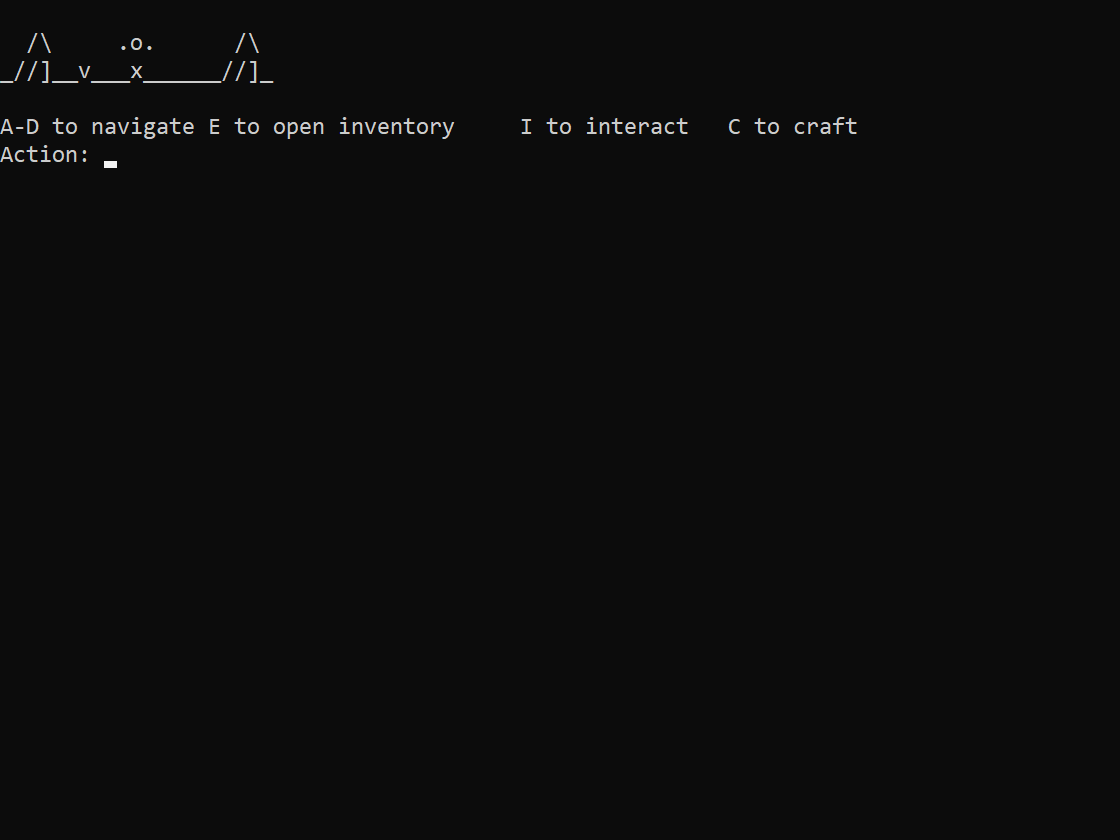 /\     .o.      /\
_//]__v___x______//]_
A-D to navigate E to open inventory     I to interact   C to craft
Action: